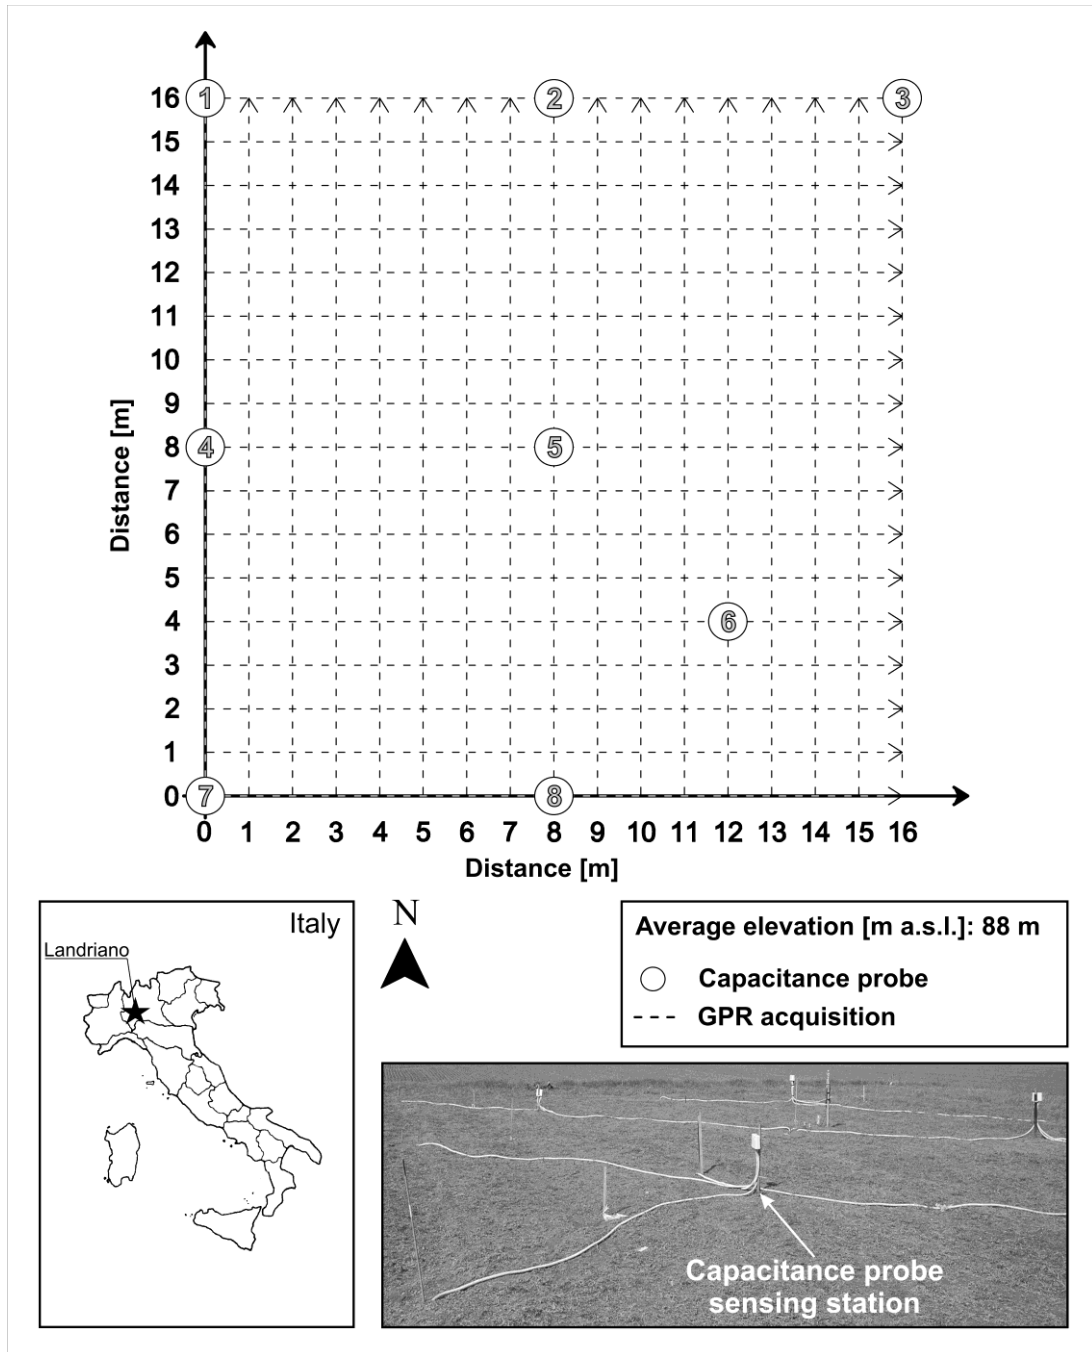 16
15
14
13
12
11
10
9
8
7
6
5
4
3
2
1
0
Distance [m]
1
2
3
4
5
6
7
8
0 1 2 3 4 5 6 7 8 9 10 11 12 13 14 15 16
Distance [m]
Italy
Landriano
N
Average elevation [m a.s.l.]: 88 m
Capacitance probe
GPR acquisition
Capacitance probe
sensing station